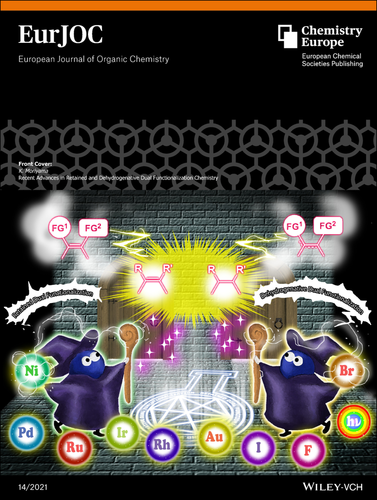 EurJOC
European Journal of Organic Chemistry
Chemistry
Europe
European Chemical
Societies Publishing
Front Cover:
K. Moriyama
Recent Advances in Retained and Dehydrogenative Dual Functionalization Chemistry
FG1 FG2
FG1 FG2
R R'
R R'
Retained Dual Functionalization
Dehydrogenative Dual Functionalization
Ni
Br
Pd
Ru
Ir
Rh
Au
I
F
hν
14/2021
WILEY-VCH